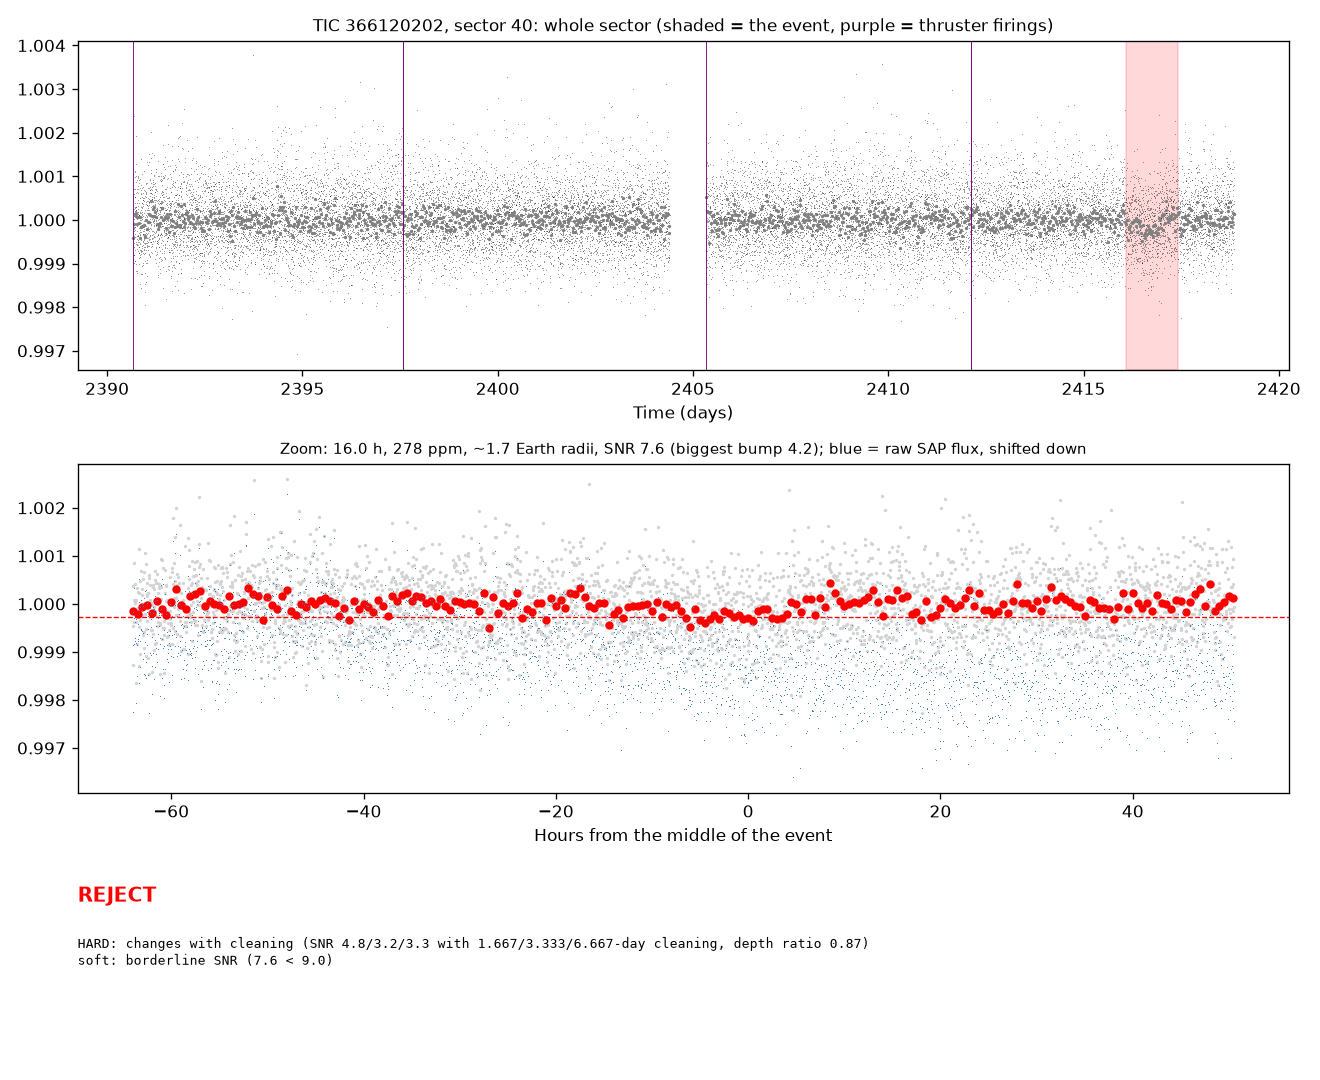 TIC 366120202, sector 40: whole sector (shaded = the event, purple = thruster firings)
1.004
1.003
1.002
1.001
1.000
0.999
0.998
0.997
2390 2395 2400 2405 2410 2415 2420
Time (days)
Zoom: 16.0 h, 278 ppm, ~1.7 Earth radii, SNR 7.6 (biggest bump 4.2); blue = raw SAP flux, shifted down
1.002
1.001
1.000
0.999
0.998
0.997
−60 −40 −20 0 20 40
Hours from the middle of the event
REJECT
HARD: changes with cleaning (SNR 4.8/3.2/3.3 with 1.667/3.333/6.667-day cleaning, depth ratio 0.87)
soft: borderline SNR (7.6 < 9.0)